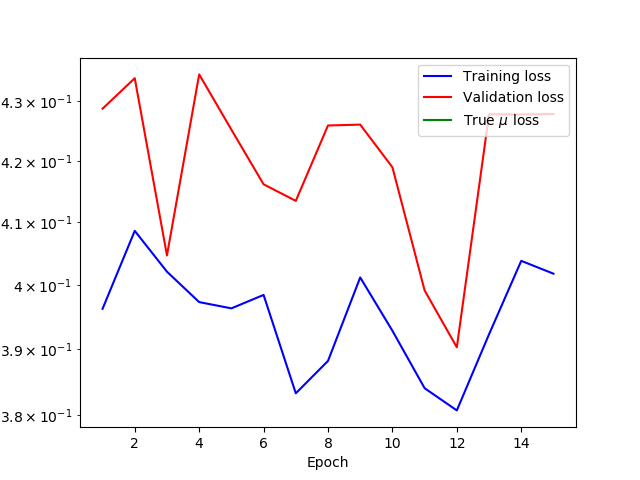 Training loss
Validation loss
True μ loss
4.3 × 10⁻¹
4.2 × 10⁻¹
4.1 × 10⁻¹
4 × 10⁻¹
3.9 × 10⁻¹
3.8 × 10⁻¹
2 4 6 8 10 12 14
Epoch